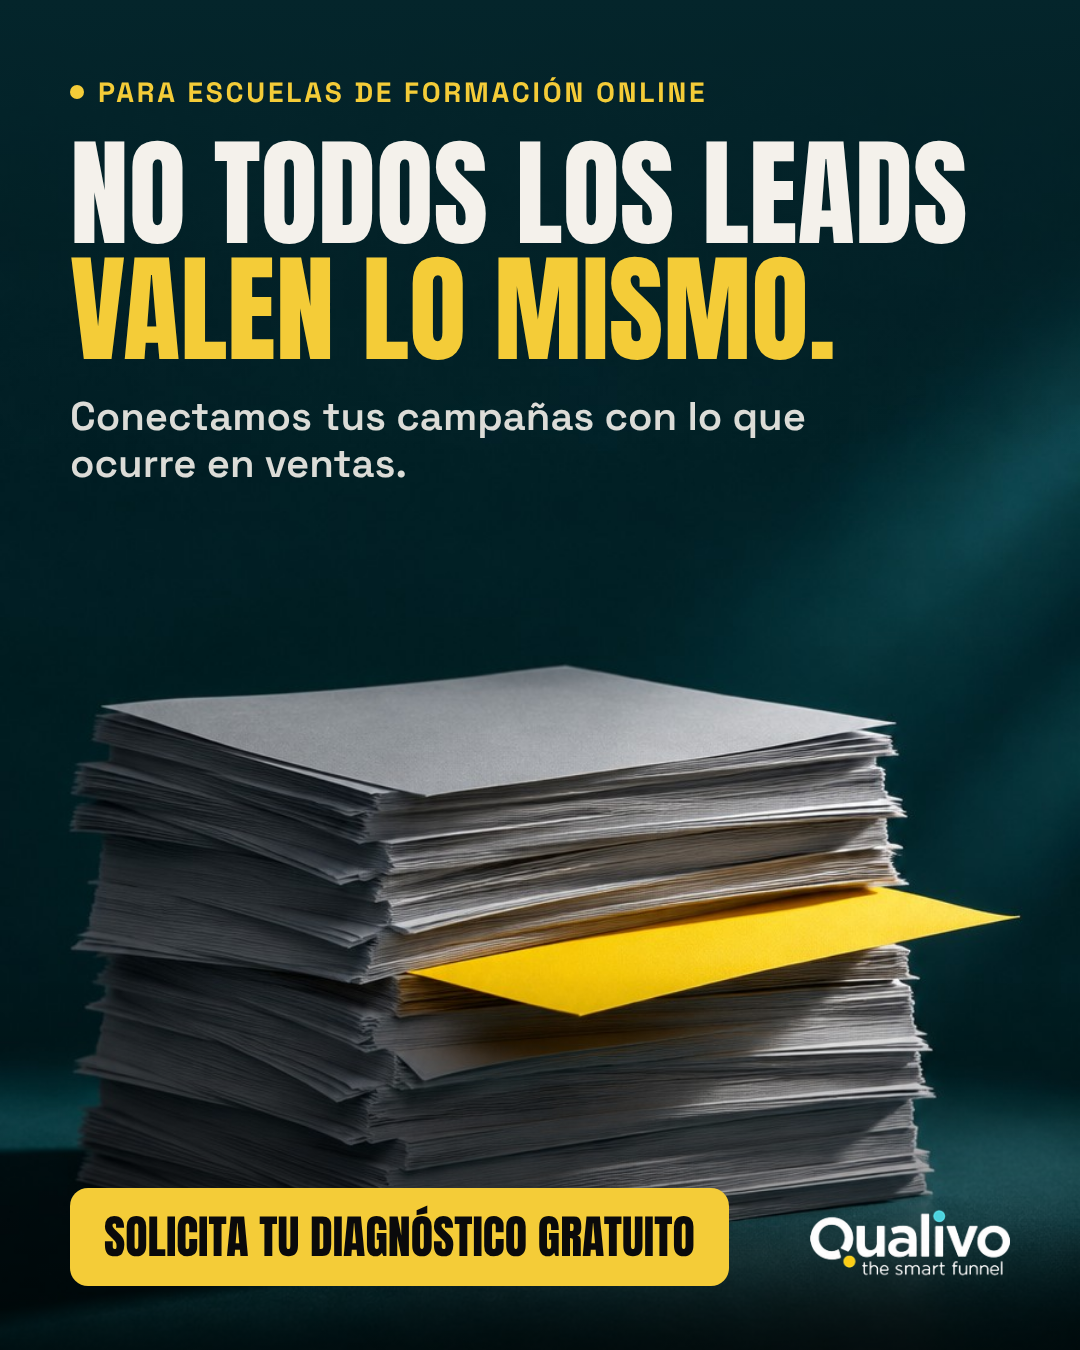 PARA ESCUELAS DE FORMACIÓN ONLINE
NO TODOS LOS LEADS
VALEN LO MISMO.
Conectamos tus campañas con lo que
ocurre en ventas.
SOLICITA TU DIAGNÓSTICO GRATUITO
Qualivo
the smart funnel